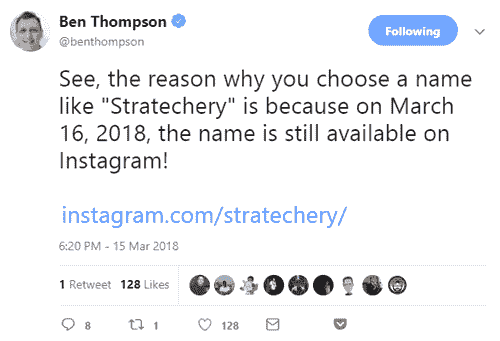 Ben Thompson
@benthompson
Following
See, the reason why you choose a name
like "Stratechery" is because on March
16, 2018, the name is still available on
Instagram!
instagram.com/stratechery/
6:20 PM - 15 Mar 2018
1 Retweet 128 Likes
8 1 128